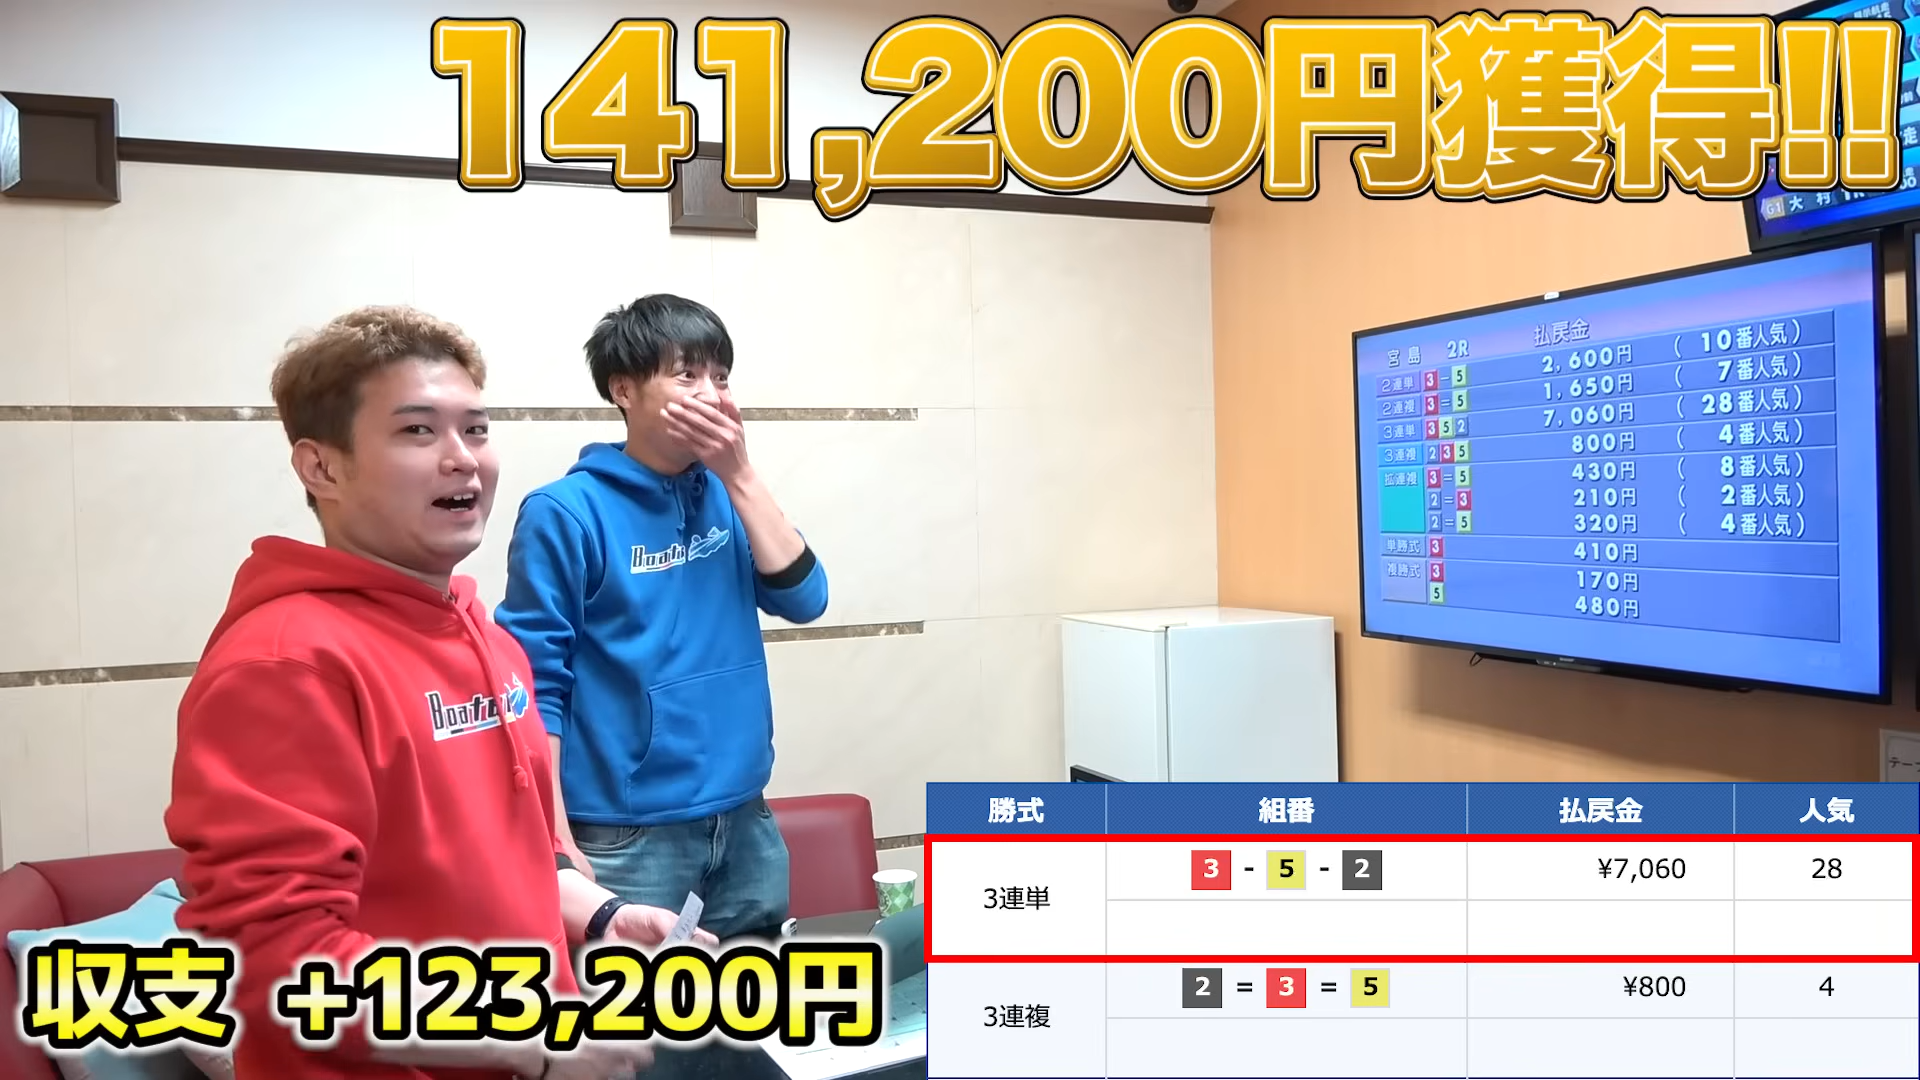 141,200円獲得!!
G1 大村
宮島 2R 払戻金
2連単 3-5 2,600円 (10番人気)
2連複 3=5 1,650円 (7番人気)
3連単 3 5 2 7,060円 (28番人気)
3連複 2 3 5 800円 (4番人気)
拡連複 3=5 430円 (8番人気)
2=3 210円 (2番人気)
2=5 320円 (4番人気)
単勝式 3 410円
複勝式 3 170円
5 480円
勝式 組番 払戻金 人気
3連単 3 - 5 - 2 ¥7,060 28
3連複 2 = 3 = 5 ¥800 4
収支 +123,200円